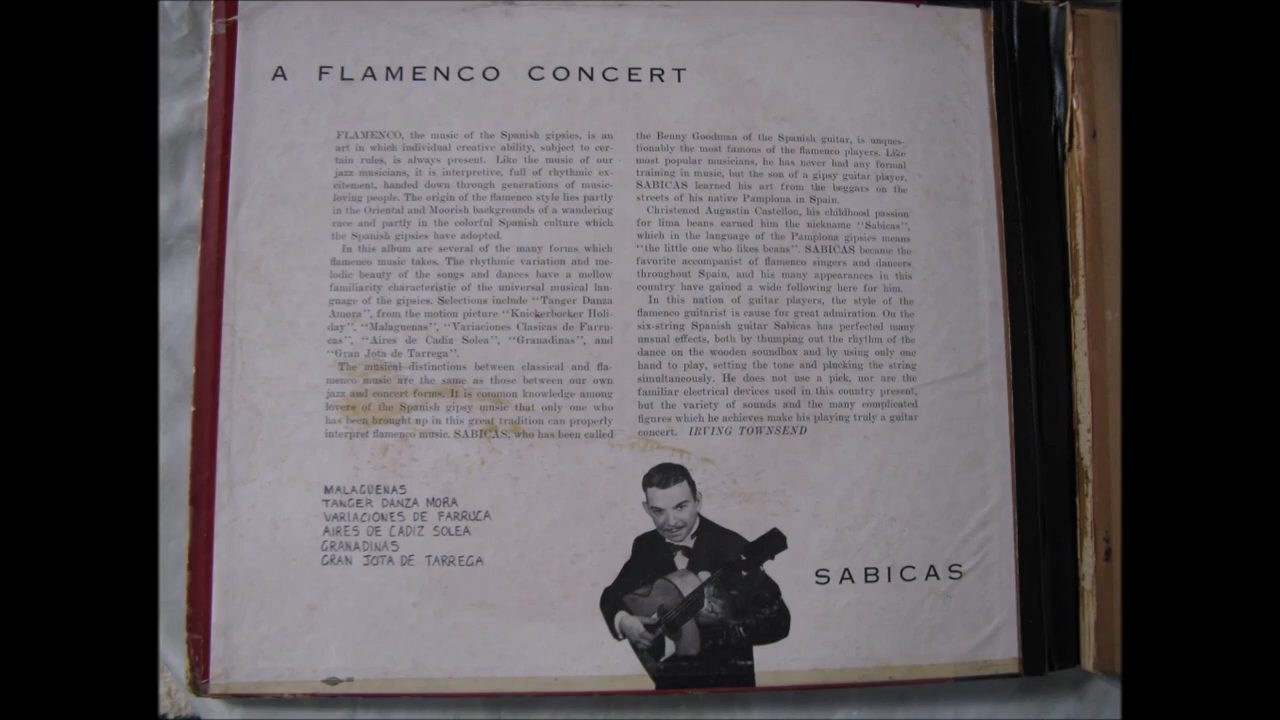 A FLAMENCO CONCERT
FLAMENCO, the music of the Spanish gipsies, is an
art in which individual creative ability, subject to cer-
tain rules, is always present. Like the music of our
jazz musicians, it is interpretive, full of rhythmic ex-
citement, handed down through generations of music-
loving people. The origin of the flamenco style lies partly
in the Oriental and Moorish backgrounds of a wandering
race and partly in the colorful Spanish culture which
the Spanish gipsies have adopted.
In this album are several of the many forms which
flamenco music takes. The rhythmic variation and me-
lodic beauty of the songs and dances have a mellow
familiarity characteristic of the universal musical lan-
guage of the gipsies. Selections include "Tanger Danza
Amora", from the motion picture "Knickerbocker Holi-
day", "Malaguenas", "Variaciones Clasicas de Farru-
cas", "Aires de Cadiz Solea", "Granadinas", and
"Gran Jota de Tarrega".
The musical distinctions between classical and fla-
menco music are the same as those between our own
jazz and concert forms. It is common knowledge among
lovers of the Spanish gipsy music that only one who
has been brought up in this great tradition can properly
interpret flamenco music. SABICAS, who has been called
the Benny Goodman of the Spanish guitar, is unques-
tionably the most famous of the flamenco players. Like
most popular musicians, he has never had any formal
training in music, but the son of a gipsy guitar player,
SABICAS learned his art from the beggars on the
streets of his native Pamplona in Spain.
Christened Augustin Castellon, his childhood passion
for lima beans earned him the nickname "Sabicas",
which in the language of the Pamplona gipsies means
"the little one who likes beans". SABICAS became the
favorite accompanist of flamenco singers and dancers
throughout Spain, and his many appearances in this
country have gained a wide following here for him.
In this nation of guitar players, the style of the
flamenco guitarist is cause for great admiration. On the
six-string Spanish guitar Sabicas has perfected many
unsual effects, both by thumping out the rhythm of the
dance on the wooden soundbox and by using only one
hand to play, setting the tone and plucking the string
simultaneously. He does not use a pick, nor are the
familiar electrical devices used in this country present,
but the variety of sounds and the many complicated
figures which he achieves make his playing truly a guitar
concert. IRVING TOWNSEND
MALAGUENAS
TANGER DANZA MORA
VARIACIONES DE FARRUCA
AIRES DE CADIZ SOLEA
GRANADINAS
GRAN JOTA DE TARREGA
SABICAS